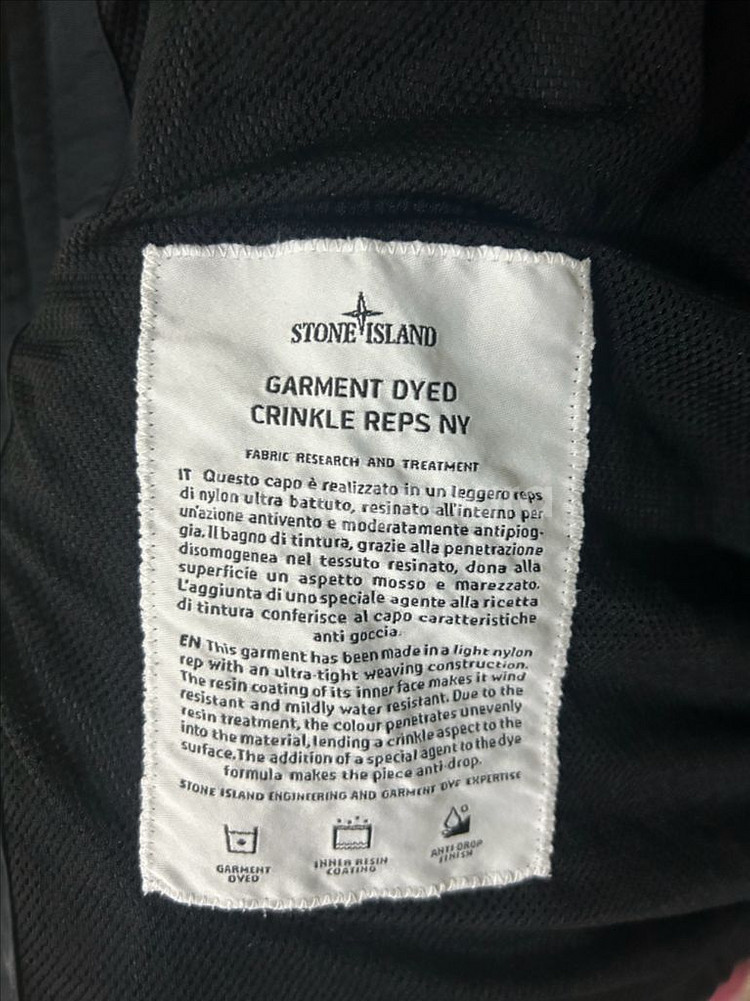 STONE ISLAND
GARMENT DYED
CRINKLE REPS NY
FABRIC RESEARCH AND TREATMENT
IT Questo capo è realizzato in un leggero reps
di nylon ultra battuto, resinato all'interno per
un'azione antivento e moderatamente antipiog-
gia. Il bagno di tintura, grazie alla penetrazione
disomogenea nel tessuto resinato, dona alla
superficie un aspetto mosso e marezzato.
L'aggiunta di uno speciale agente alla ricetta
di tintura conferisce al capo caratteristiche
anti goccia.
EN This garment has been made in a light nylon
rep with an ultra-tight weaving construction.
The resin coating of its inner face makes it wind
resistant and mildly water resistant. Due to the
resin treatment, the colour penetrates unevenly
into the material, lending a crinkle aspect to the
surface. The addition of a special agent to the dye
formula makes the piece anti-drop.
STONE ISLAND ENGINEERING AND GARMENT DYE EXPERTISE
GARMENT
DYED
INNER RESIN
COATING
ANTI DROP
FINISH